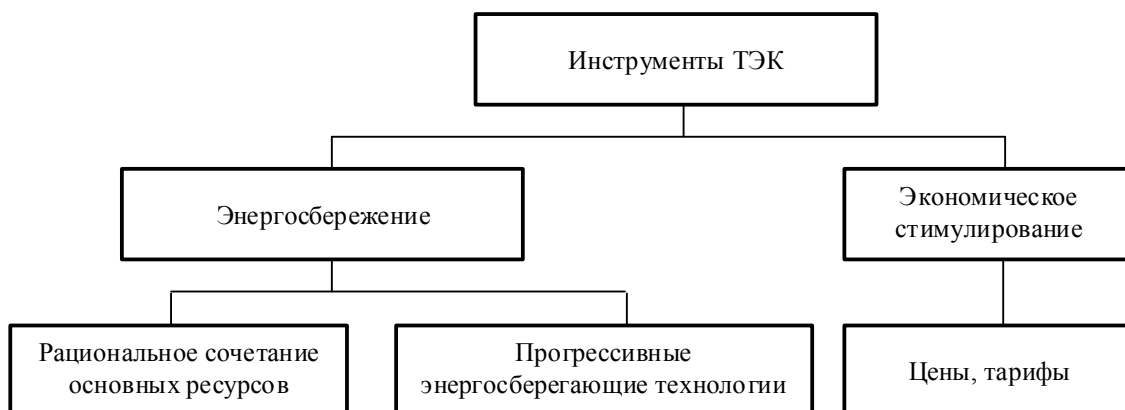 Инструменты ТЭК
Энергосбережение
Экономическое
стимулирование
Рациональное сочетание
основных ресурсов
Прогрессивные
энергосберегающие технологии
Цены, тарифы